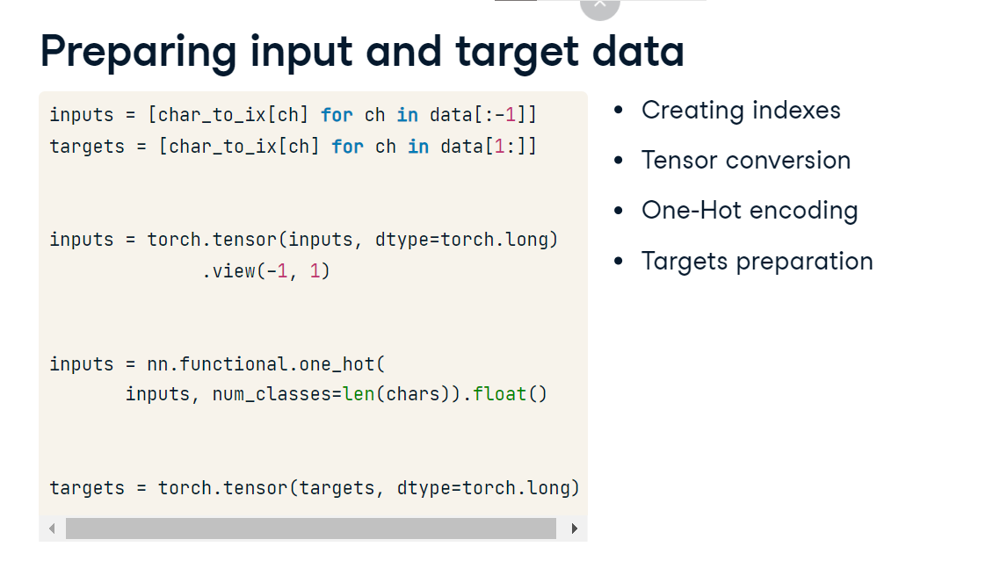 Preparing input and target data
inputs = [char_to_ix[ch] for ch in data[:-1]]
targets = [char_to_ix[ch] for ch in data[1:]]
inputs = torch.tensor(inputs, dtype=torch.long)
.view(-1, 1)
inputs = nn.functional.one_hot(
inputs, num_classes=len(chars)).float()
targets = torch.tensor(targets, dtype=torch.long)
• Creating indexes
• Tensor conversion
• One-Hot encoding
• Targets preparation